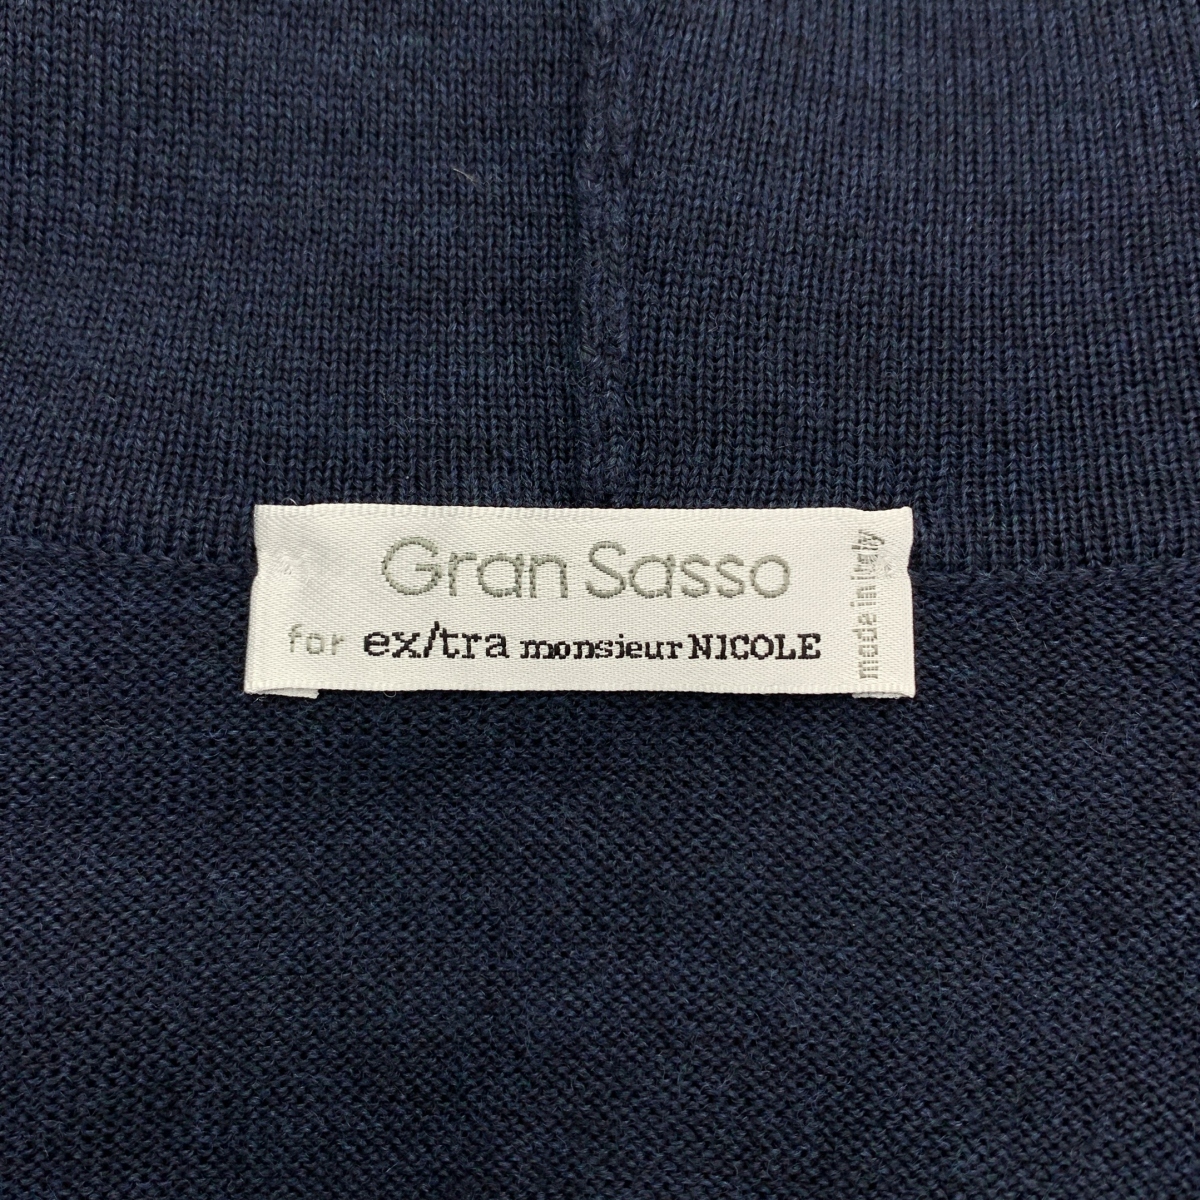 Gran Sasso
for ex/tra monsieur NICOLE
made in italy